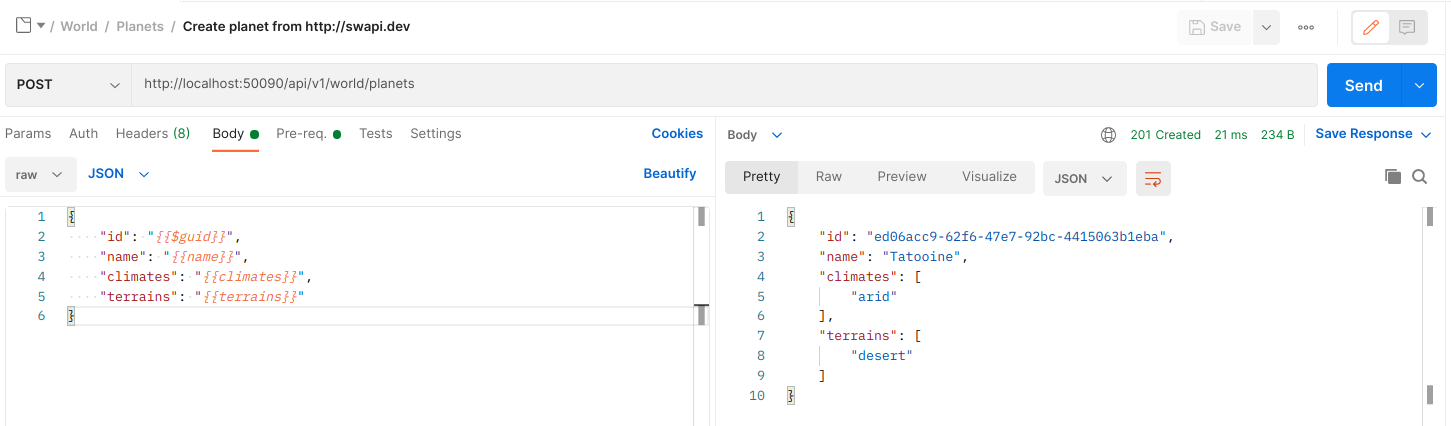 / World / Planets / Create planet from http://swapi.dev
Save
POST
http://localhost:50090/api/v1/world/planets
Send
Params Auth Headers (8) Body Pre-req. Tests Settings Cookies
raw JSON Beautify
1 {
2 "id": "{{$guid}}",
3 "name": "{{name}}",
4 "climates": "{{climates}}",
5 "terrains": "{{terrains}}"
6 }
Body 201 Created 21 ms 234 B Save Response
Pretty Raw Preview Visualize JSON
1 {
2 "id": "ed06acc9-62f6-47e7-92bc-4415063b1eba",
3 "name": "Tatooine",
4 "climates": [
5 "arid"
6 ],
7 "terrains": [
8 "desert"
9 ]
10 }